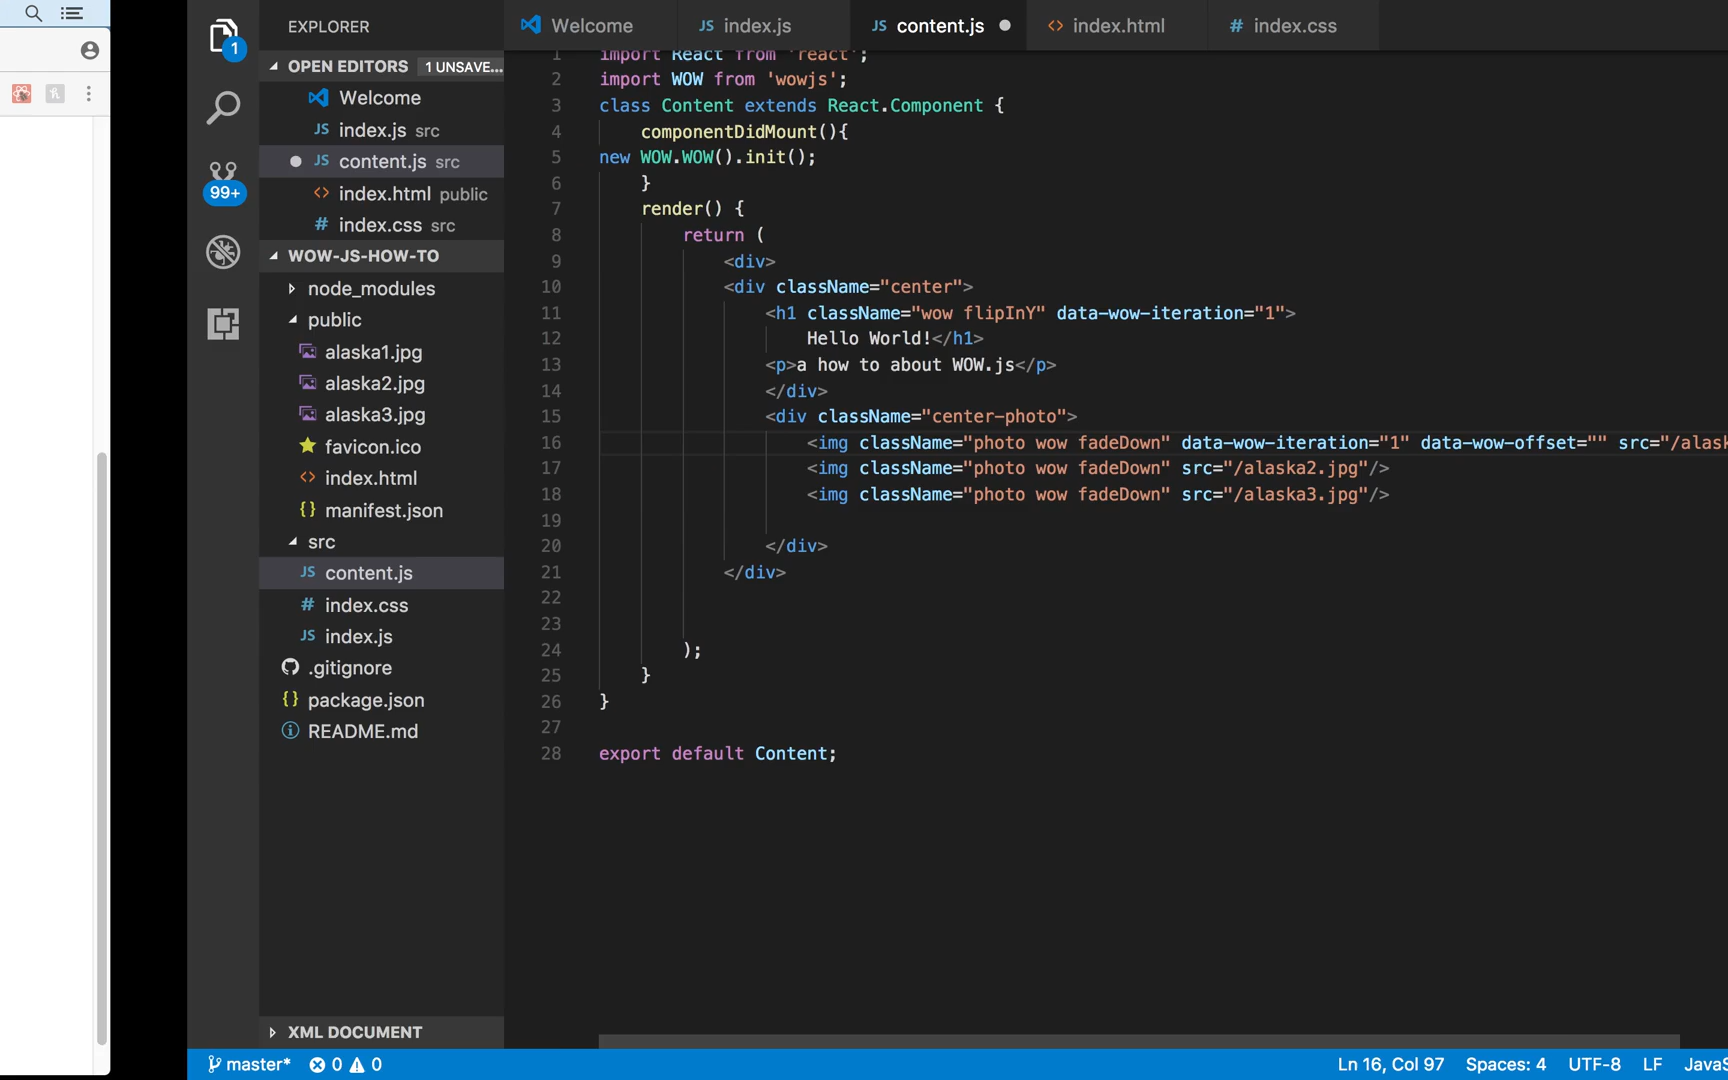 EXPLORER
Welcome
index.js
content.js
index.html
index.css
1
OPEN EDITORS 1 UNSAVE...
Welcome
index.js src
content.js src
99+
index.html public
index.css src
WOW-JS-HOW-TO
node_modules
public
alaska1.jpg
alaska2.jpg
alaska3.jpg
favicon.ico
index.html
manifest.json
src
content.js
index.css
index.js
.gitignore
package.json
README.md
XML DOCUMENT
1 import React from 'react';
2 import WOW from 'wowjs';
3 class Content extends React.Component {
4 componentDidMount(){
5 new WOW.WOW().init();
6 }
7 render() {
8 return (
9 <div>
10 <div className="center">
11 <h1 className="wow flipInY" data-wow-iteration="1">
12 Hello World!</h1>
13 <p>a how to about WOW.js</p>
14 </div>
15 <div className="center-photo">
16 <img className="photo wow fadeDown" data-wow-iteration="1" data-wow-offset="" src="/alask
17 <img className="photo wow fadeDown" src="/alaska2.jpg"/>
18 <img className="photo wow fadeDown" src="/alaska3.jpg"/>
19
20 </div>
21 </div>
22
23
24 );
25 }
26 }
27
28 export default Content;
master* 0 0 Ln 16, Col 97 Spaces: 4 UTF-8 LF JavaS